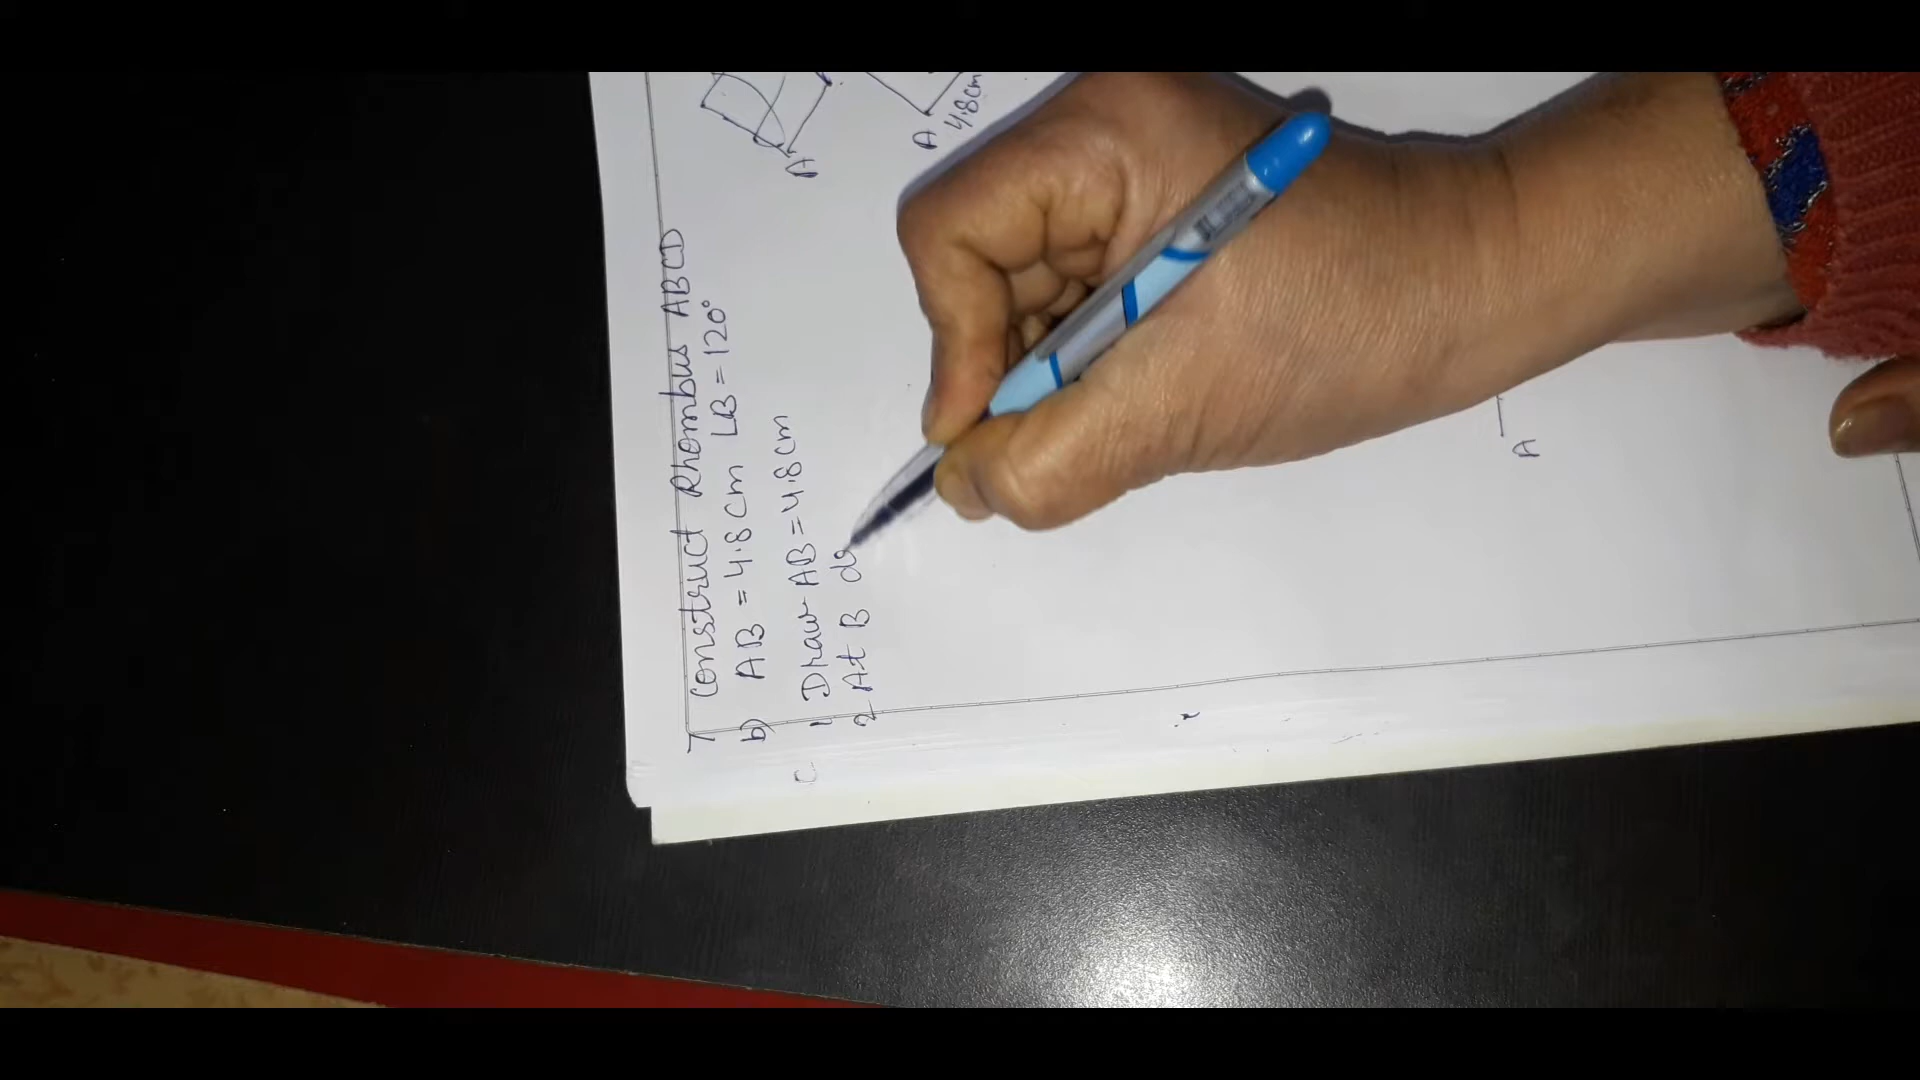 7 Construct Rhombus ABCD
b) AB = 4.8 cm ∠B = 120°
C
1 Draw AB = 4.8 cm
2 At B dr
A
A
4.8cm
A